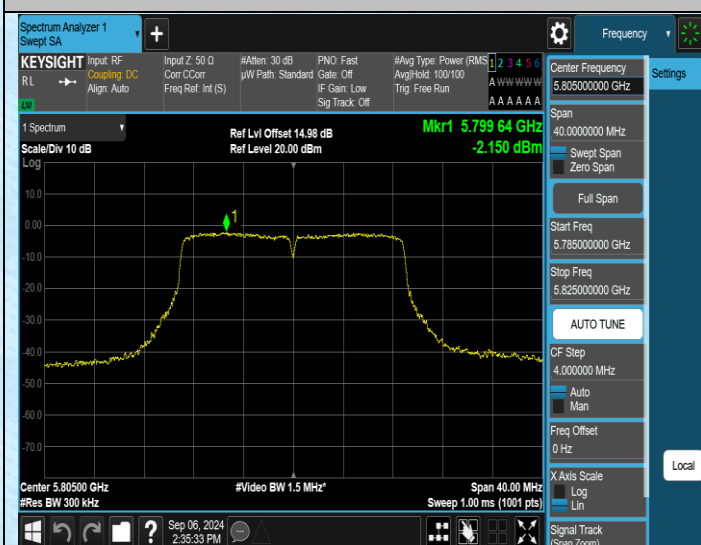 Spectrum Analyzer 1
Swept SA
Frequency
KEYSIGHT
RL
LXI
Input: RF
Coupling: DC
Align: Auto
Input Z: 50 Ω
Corr CCorr
Freq Ref: Int (S)
#Atten: 30 dB
µW Path: Standard
PNO: Fast
Gate: Off
IF Gain: Low
Sig Track: Off
#Avg Type: Power (RMS
Avg|Hold: 100/100
Trig: Free Run
1 2 3 4 5 6
A W W W W W
A A A A A A
1 Spectrum
Scale/Div 10 dB
Log
Ref Lvl Offset 14.98 dB
Ref Level 20.00 dBm
Mkr1 5.799 64 GHz
-2.150 dBm
10.0
0.00
-10.0
-20.0
-30.0
-40.0
-50.0
-60.0
-70.0
1
Center 5.80500 GHz
#Res BW 300 kHz
#Video BW 1.5 MHz*
Span 40.00 MHz
Sweep 1.00 ms (1001 pts)
Sep 06, 2024
2:35:33 PM
Center Frequency
5.805000000 GHz
Span
40.0000000 MHz
Swept Span
Zero Span
Full Span
Start Freq
5.785000000 GHz
Stop Freq
5.825000000 GHz
AUTO TUNE
CF Step
4.000000 MHz
Auto
Man
Freq Offset
0 Hz
X Axis Scale
Log
Lin
Signal Track
(Span Zoom)
Settings
Local